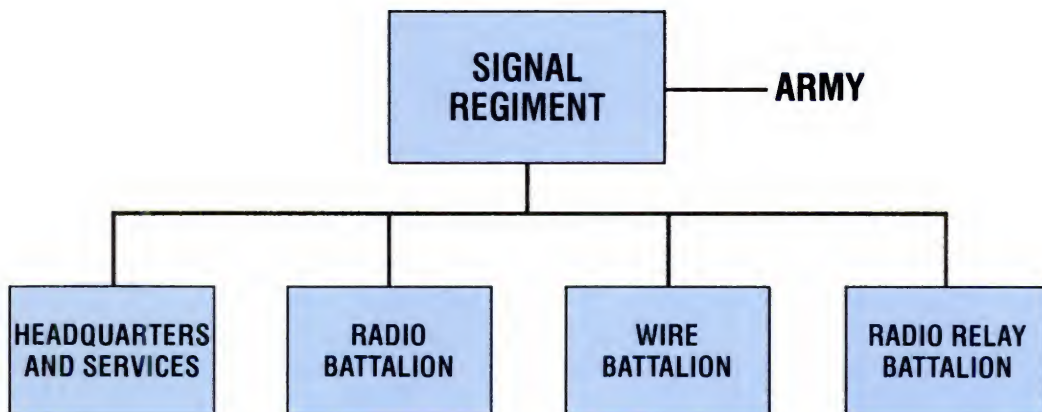 SIGNAL
REGIMENT
ARMY
HEADQUARTERS
AND SERVICES
RADIO
BATTALION
WIRE
BATTALION
RADIO RELAY
BATTALION